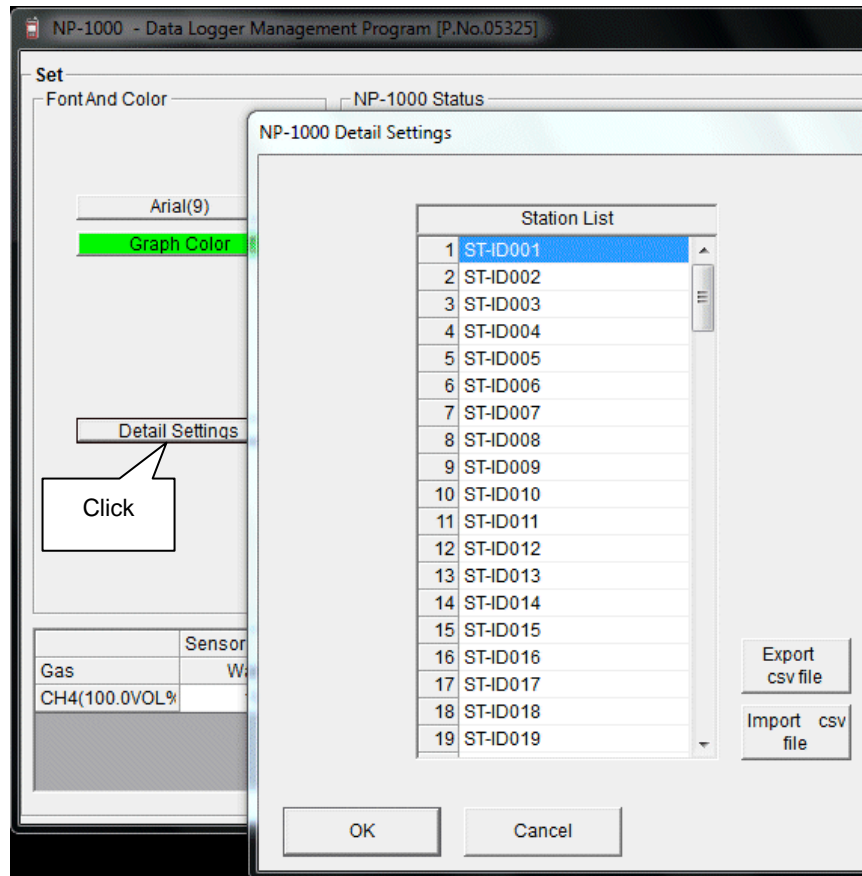 NP-1000 - Data Logger Management Program [P.No.05325]
Set
Font And Color
NP-1000 Status
NP-1000 Detail Settings
Arial(9)
Graph Color
Detail Settings
Click
Station List
1 ST-ID001
2 ST-ID002
3 ST-ID003
4 ST-ID004
5 ST-ID005
6 ST-ID006
7 ST-ID007
8 ST-ID008
9 ST-ID009
10 ST-ID010
11 ST-ID011
12 ST-ID012
13 ST-ID013
14 ST-ID014
15 ST-ID015
16 ST-ID016
17 ST-ID017
18 ST-ID018
19 ST-ID019
Export
csv file
Import csv
file
Sensor
Gas
CH4(100.0VOL%
OK Cancel